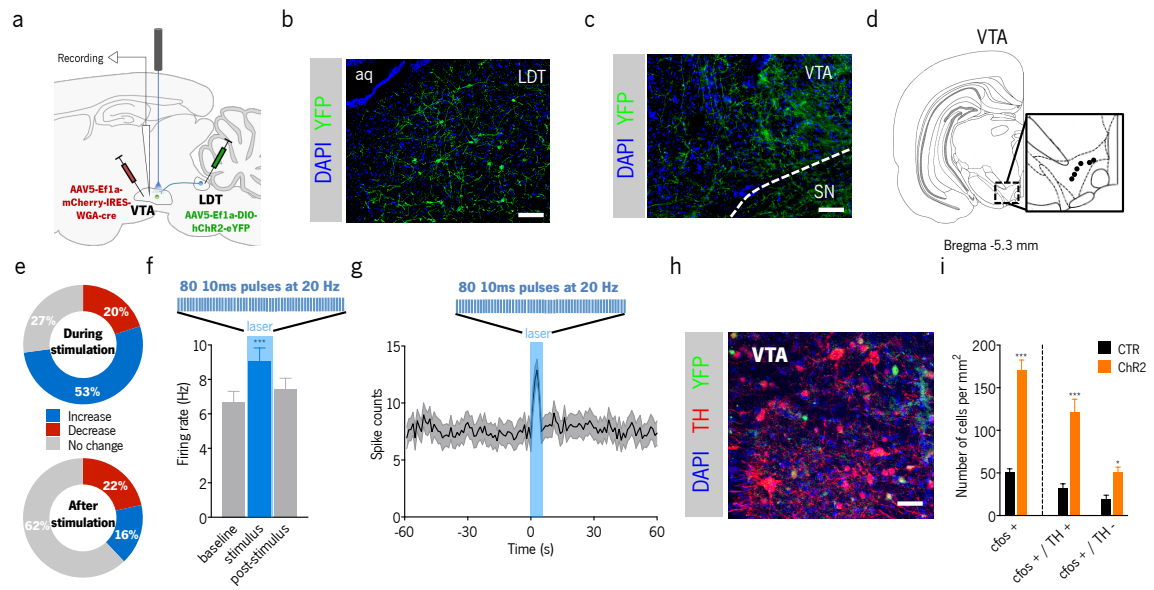 a
Recording
AAV5-Ef1a-
mCherry-IRES-
WGA-cre
VTA
LDT
AAV5-Ef1a-DIO-
hChR2-eYFP
b
DAPI YFP
aq
LDT
c
DAPI YFP
VTA
SN
d
VTA
Bregma -5.3 mm
e
20%
27%
During
stimulation
53%
Increase
Decrease
No change
22%
After
stimulation
62%
16%
f
80 10ms pulses at 20 Hz
laser
***
Firing rate (Hz)
10
8
6
4
2
0
baseline
stimulus
post-stimulus
g
80 10ms pulses at 20 Hz
laser
Spike counts
15
10
5
-60
-30
0
30
60
Time (s)
h
DAPI TH YFP
VTA
i
CTR
ChR2
Number of cells per mm2
200
150
100
50
0
***
***
*
cfos +
cfos + / TH +
cfos + / TH -